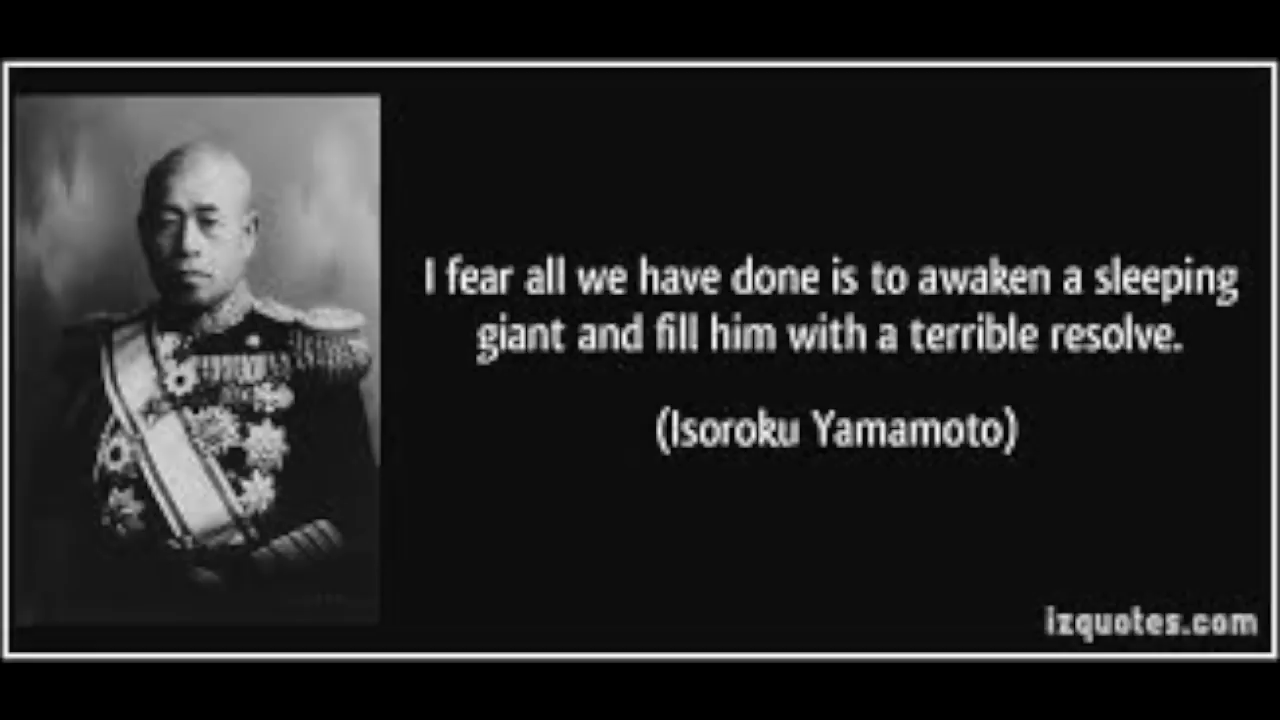 I fear all we have done is to awaken a sleeping
giant and fill him with a terrible resolve.
(Isoroku Yamamoto)
izquotes.com